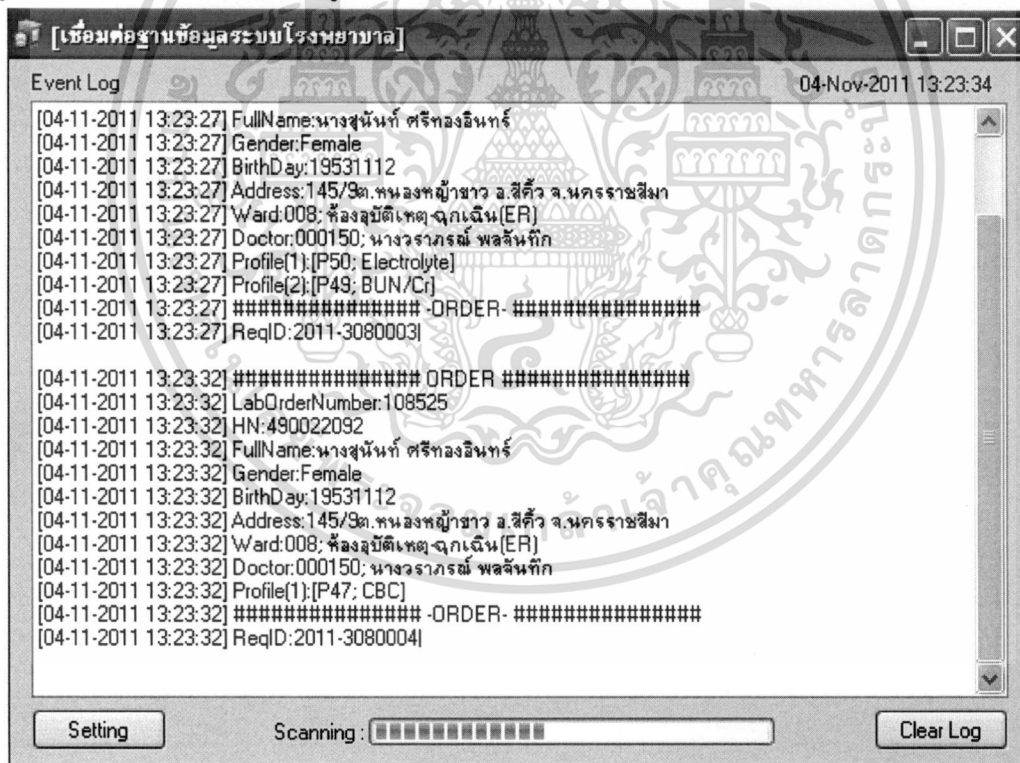 [เชื่อมต่อฐานข้อมูลระบบโรงพยาบาล]
Event Log 04-Nov-2011 13:23:34
[04-11-2011 13:23:27] FullName:นางสุนันท์ ศรีทองอินทร์
[04-11-2011 13:23:27] Gender:Female
[04-11-2011 13:23:27] BirthDay:19531112
[04-11-2011 13:23:27] Address:145/9ต.หนองหญ้าขาว อ.สีคิ้ว จ.นครราชสีมา
[04-11-2011 13:23:27] Ward:008; ห้องอุบัติเหตุ-ฉุกเฉิน(ER)
[04-11-2011 13:23:27] Doctor:000150; นางวราภรณ์ พลจันทึก
[04-11-2011 13:23:27] Profile(1):[P50; Electrolyte]
[04-11-2011 13:23:27] Profile(2):[P49; BUN/Cr]
[04-11-2011 13:23:27] ############### -ORDER- ###############
[04-11-2011 13:23:27] ReqID:2011-3080003|
[04-11-2011 13:23:32] ############### ORDER ###############
[04-11-2011 13:23:32] LabOrderNumber:108525
[04-11-2011 13:23:32] HN:490022092
[04-11-2011 13:23:32] FullName:นางสุนันท์ ศรีทองอินทร์
[04-11-2011 13:23:32] Gender:Female
[04-11-2011 13:23:32] BirthDay:19531112
[04-11-2011 13:23:32] Address:145/9ต.หนองหญ้าขาว อ.สีคิ้ว จ.นครราชสีมา
[04-11-2011 13:23:32] Ward:008; ห้องอุบัติเหตุ-ฉุกเฉิน(ER)
[04-11-2011 13:23:32] Doctor:000150; นางวราภรณ์ พลจันทึก
[04-11-2011 13:23:32] Profile(1):[P47; CBC]
[04-11-2011 13:23:32] ############### -ORDER- ###############
[04-11-2011 13:23:32] ReqID:2011-3080004|
Setting Scanning : Clear Log